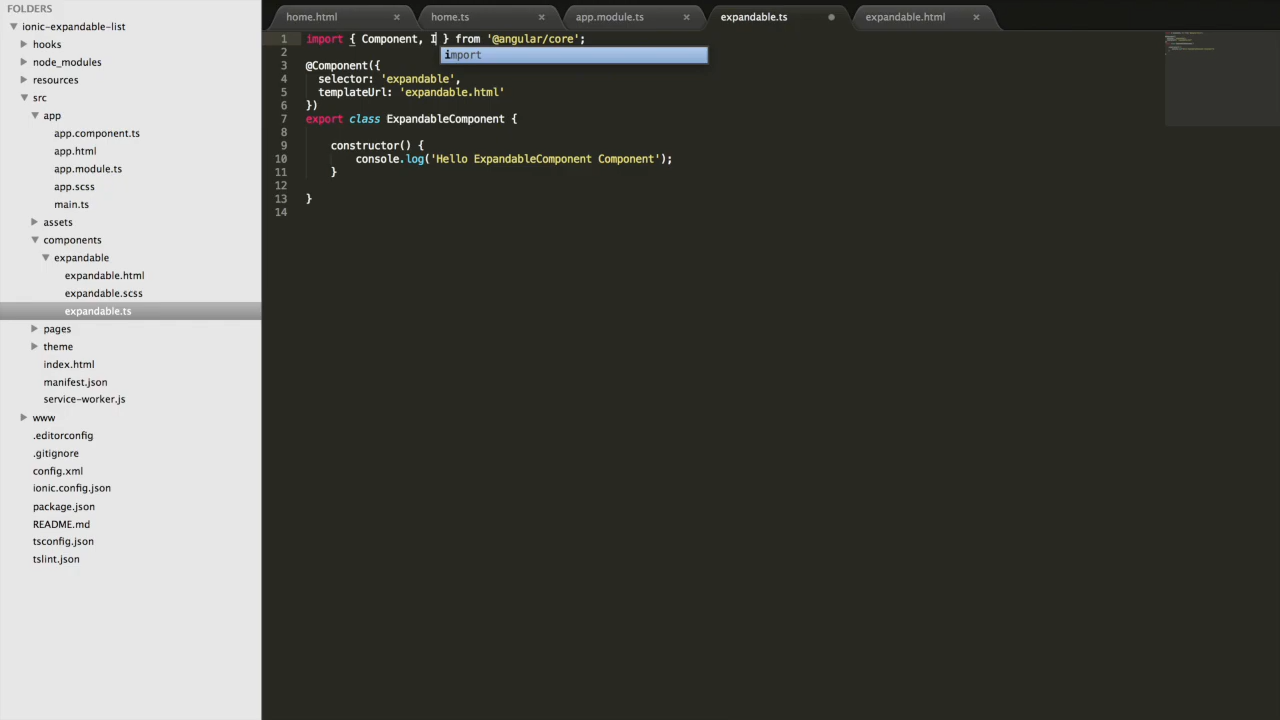 FOLDERS
ionic-expandable-list
hooks
node_modules
resources
src
app
app.component.ts
app.html
app.module.ts
app.scss
main.ts
assets
components
expandable
expandable.html
expandable.scss
expandable.ts
pages
theme
index.html
manifest.json
service-worker.js
www
.editorconfig
.gitignore
config.xml
ionic.config.json
package.json
README.md
tsconfig.json
tslint.json
home.html
home.ts
app.module.ts
expandable.ts
expandable.html
1 import { Component, I } from '@angular/core';
import
2
3 @Component({
4 selector: 'expandable',
5 templateUrl: 'expandable.html'
6 })
7 export class ExpandableComponent {
8
9 constructor() {
10 console.log('Hello ExpandableComponent Component');
11 }
12
13 }
14